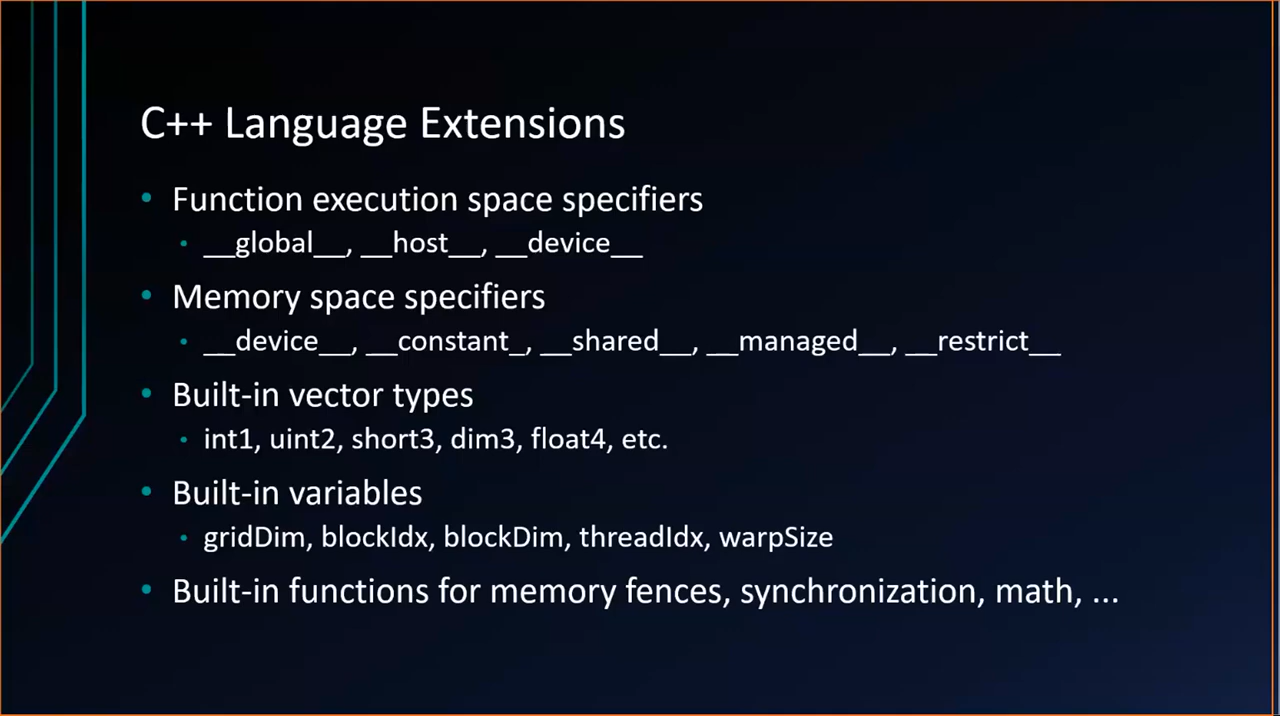 C++ Language Extensions
• Function execution space specifiers
• __global__, __host__, __device__
• Memory space specifiers
• __device__, __constant_, __shared__, __managed__, __restrict__
• Built-in vector types
• int1, uint2, short3, dim3, float4, etc.
• Built-in variables
• gridDim, blockIdx, blockDim, threadIdx, warpSize
• Built-in functions for memory fences, synchronization, math, ...